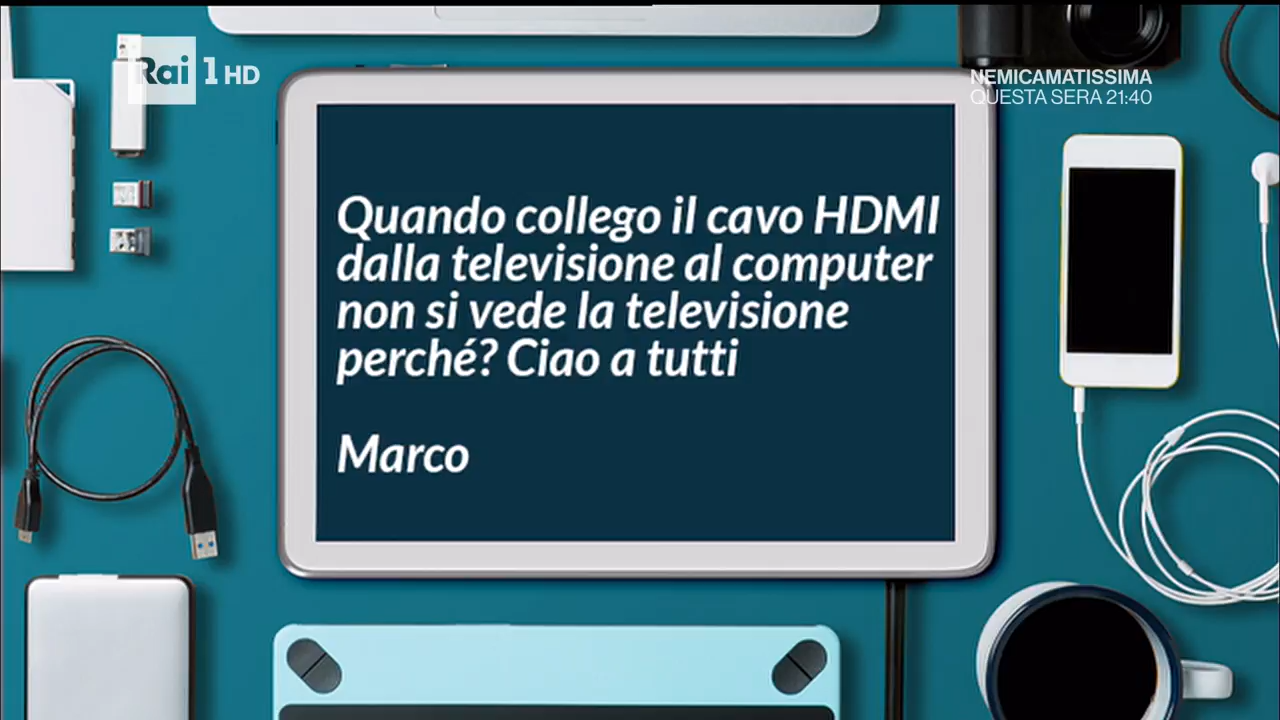 Rai 1 HD
NEMICAMATISSIMA
QUESTA SERA 21:40
Quando collego il cavo HDMI
dalla televisione al computer
non si vede la televisione
perché? Ciao a tutti
Marco